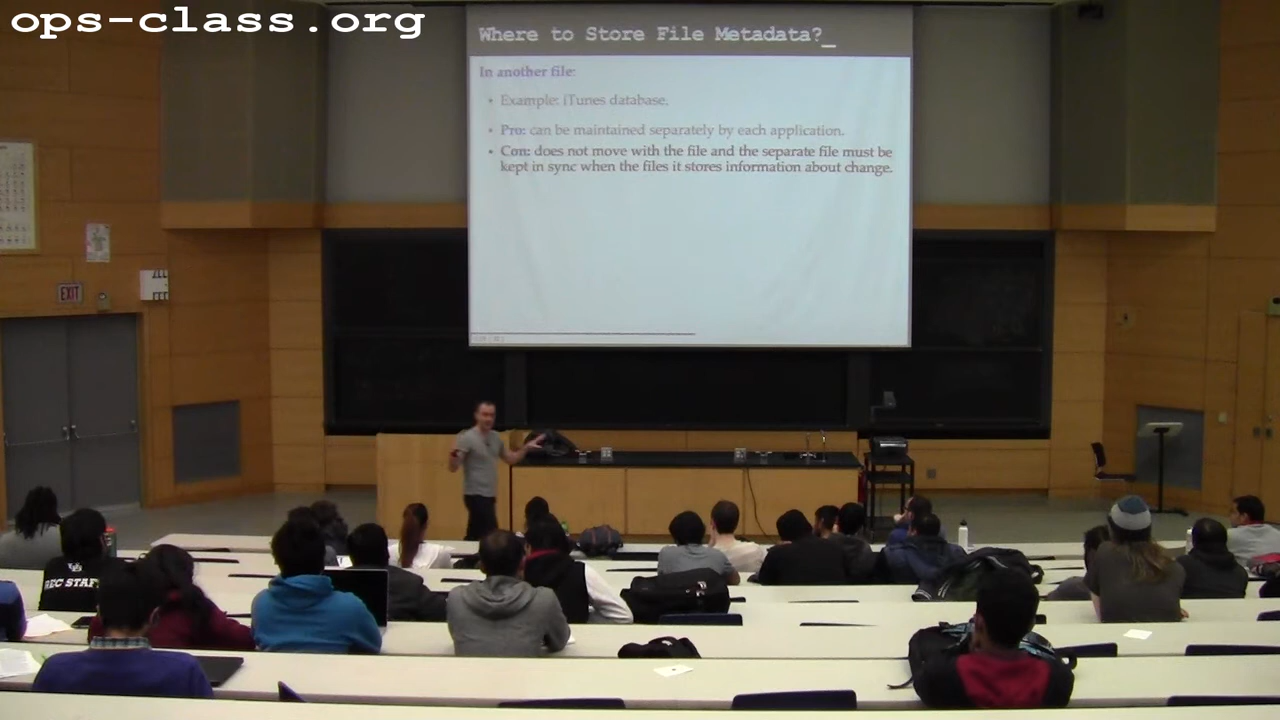 ops-class.org
Where to Store File Metadata?_
In another file:
• Example: iTunes database.
• Pro: can be maintained separately by each application.
• Con: does not move with the file and the separate file must be
kept in sync when the files it stores information about change.
EXIT
UB
REC STAFF